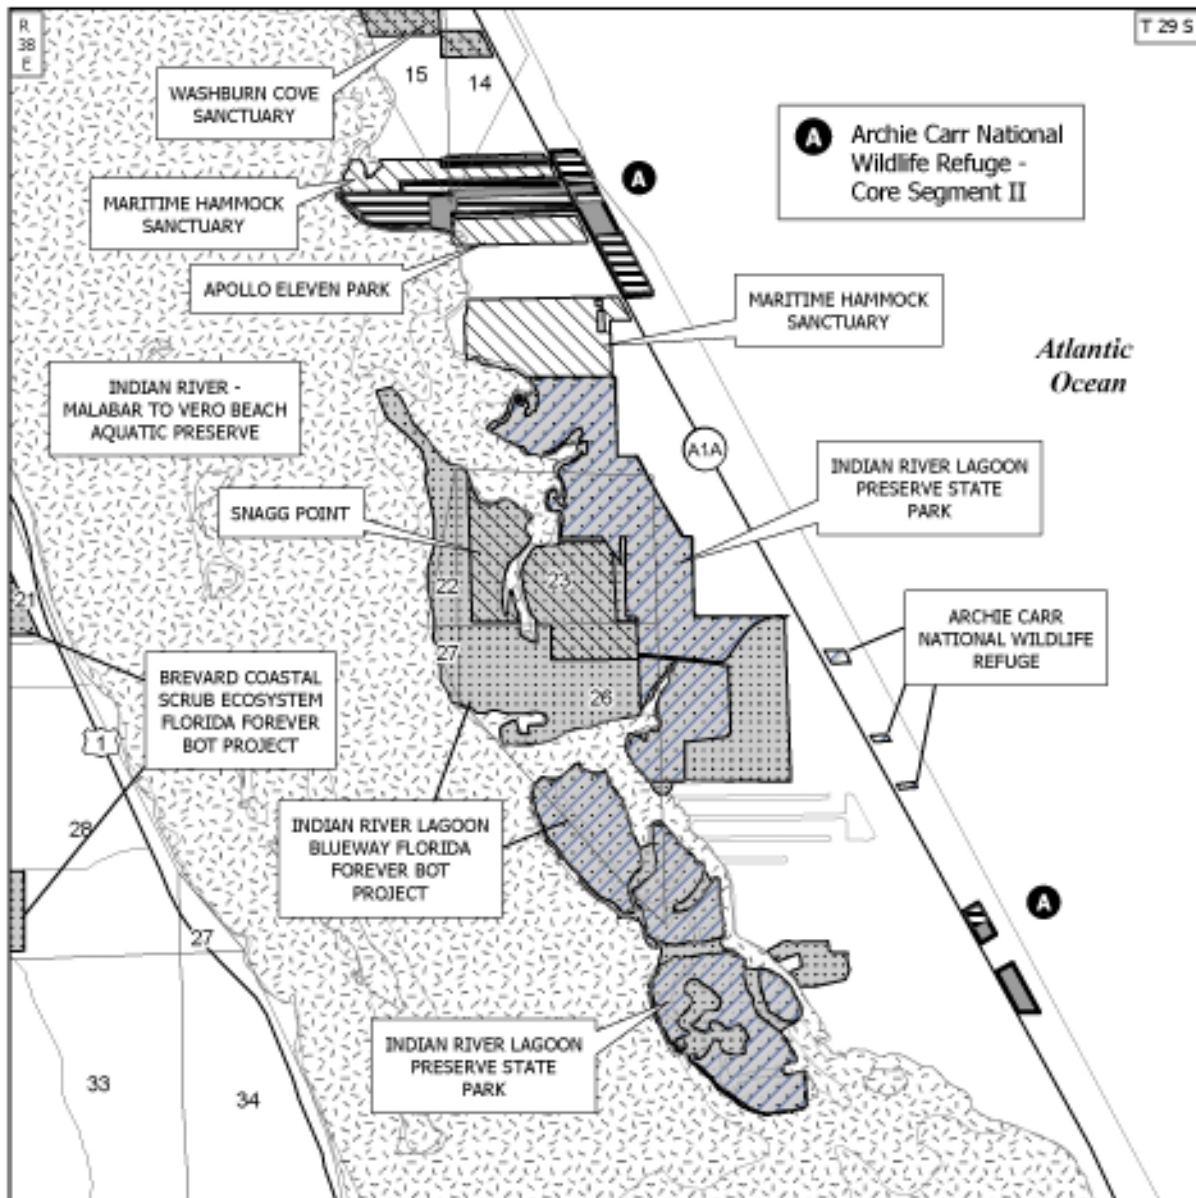 R
38
E
T 29 S
15
14
WASHBURN COVE
SANCTUARY
A
Archie Carr National
Wildlife Refuge -
Core Segment II
A
MARITIME HAMMOCK
SANCTUARY
APOLLO ELEVEN PARK
MARITIME HAMMOCK
SANCTUARY
Atlantic
Ocean
INDIAN RIVER -
MALABAR TO VERO BEACH
AQUATIC PRESERVE
A1A
INDIAN RIVER LAGOON
PRESERVE STATE
PARK
SNAGG POINT
22
23
21
ARCHIE CARR
NATIONAL WILDLIFE
REFUGE
27
26
BREVARD COASTAL
SCRUB ECOSYSTEM
FLORIDA FOREVER
BOT PROJECT
1
28
INDIAN RIVER LAGOON
BLUEWAY FLORIDA
FOREVER BOT
PROJECT
A
27
INDIAN RIVER LAGOON
PRESERVE STATE
PARK
33
34